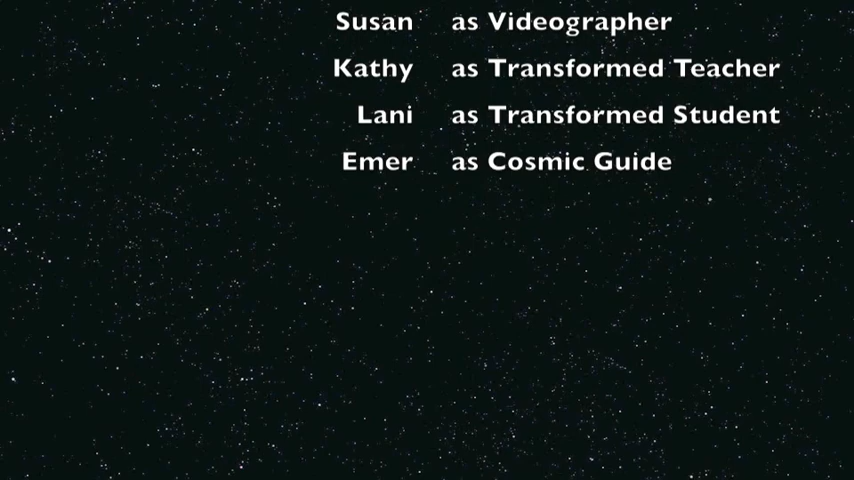 Susan as Videographer
Kathy as Transformed Teacher
Lani as Transformed Student
Emer as Cosmic Guide